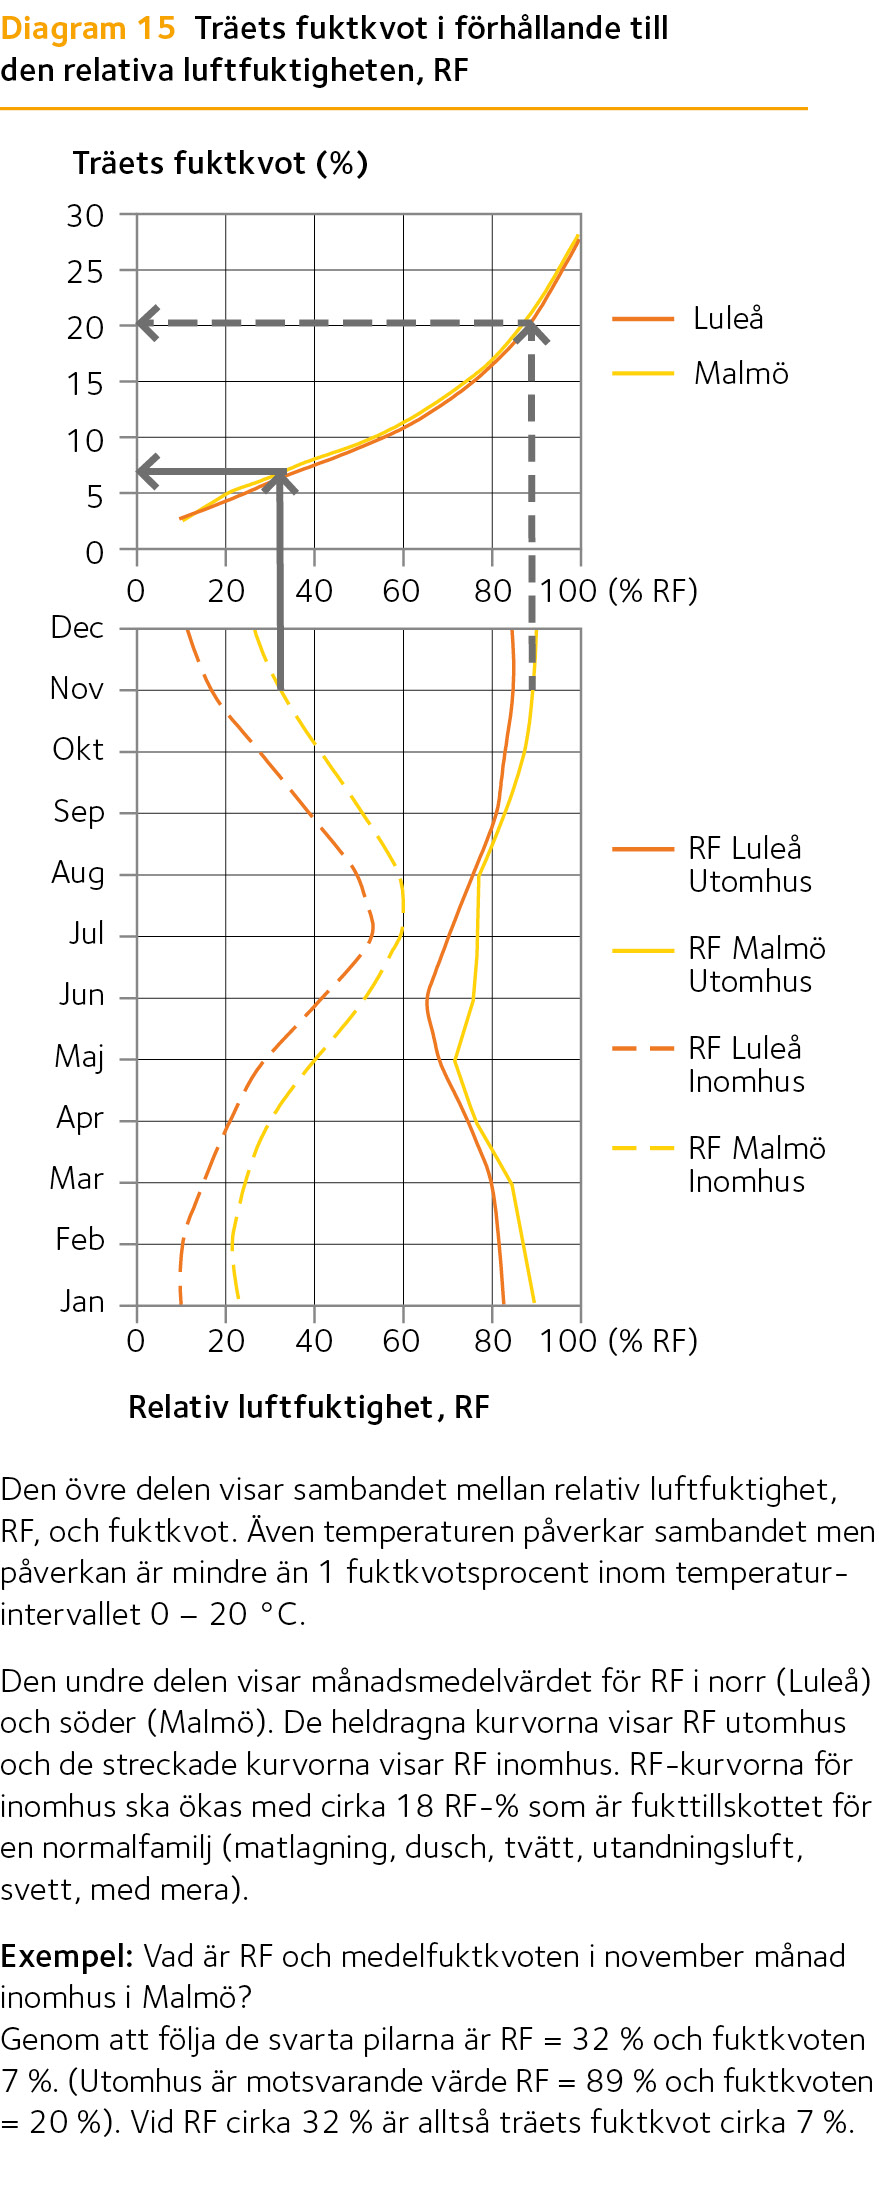 Diagram 15 Träets fuktkvot i förhållande till
den relativa luftfuktigheten, RF
Träets fuktkvot (%)
30
25
20
15
10
5
0
0 20 40 60 80 100 (% RF)
Luleå
Malmö
Dec
Nov
Okt
Sep
Aug
Jul
Jun
Maj
Apr
Mar
Feb
Jan
0 20 40 60 80 100 (% RF)
RF Luleå
Utomhus
RF Malmö
Utomhus
RF Luleå
Inomhus
RF Malmö
Inomhus
Relativ luftfuktighet, RF
Den övre delen visar sambandet mellan relativ luftfuktighet,
RF, och fuktkvot. Även temperaturen påverkar sambandet men
påverkan är mindre än 1 fuktkvotsprocent inom temperatur-
intervallet 0 – 20 °C.
Den undre delen visar månadsmedelvärdet för RF i norr (Luleå)
och söder (Malmö). De heldragna kurvorna visar RF utomhus
och de streckade kurvorna visar RF inomhus. RF-kurvorna för
inomhus ska ökas med cirka 18 RF-% som är fukttillskottet för
en normalfamilj (matlagning, dusch, tvätt, utandningsluft,
svett, med mera).
Exempel: Vad är RF och medelfuktkvoten i november månad
inomhus i Malmö?
Genom att följa de svarta pilarna är RF = 32 % och fuktkvoten
7 %. (Utomhus är motsvarande värde RF = 89 % och fuktkvoten
= 20 %). Vid RF cirka 32 % är alltså träets fuktkvot cirka 7 %.